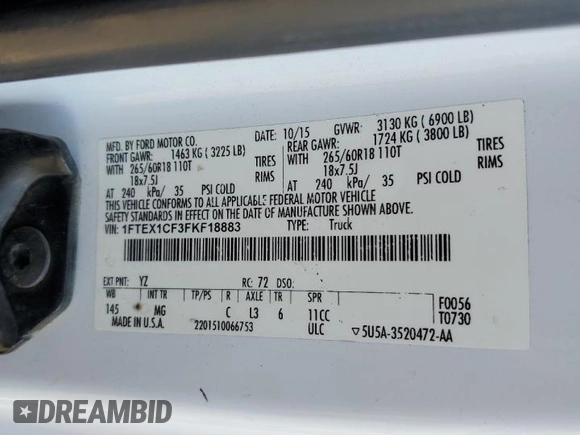 MFD. BY FORD MOTOR CO. DATE: 10/15 GVWR: 3130 KG ( 6900 LB)
FRONT GAWR: 1463 KG ( 3225 LB) REAR GAWR: 1724 KG ( 3800 LB)
WITH 265/60R18 110T TIRES WITH 265/60R18 110T TIRES
18x7.5J RIMS 18x7.5J RIMS
AT 240 kPa/ 35 PSI COLD AT 240 kPa/ 35 PSI COLD
THIS VEHICLE CONFORMS TO ALL APPLICABLE FEDERAL MOTOR VEHICLE
SAFETY STANDARDS IN EFFECT ON THE DATE OF MANUFACTURE SHOWN ABOVE.
VIN: 1FTEX1CF3FKF18883 TYPE: Truck
EXT PNT: YZ RC: 72 DSO:
WB INT TR TP/PS R AXLE TR SPR F0056
145 MG C L3 6 11CC T0730
MADE IN U.S.A. 2201510066753 ULC ▽5U5A-3520472-AA
DREAMBID